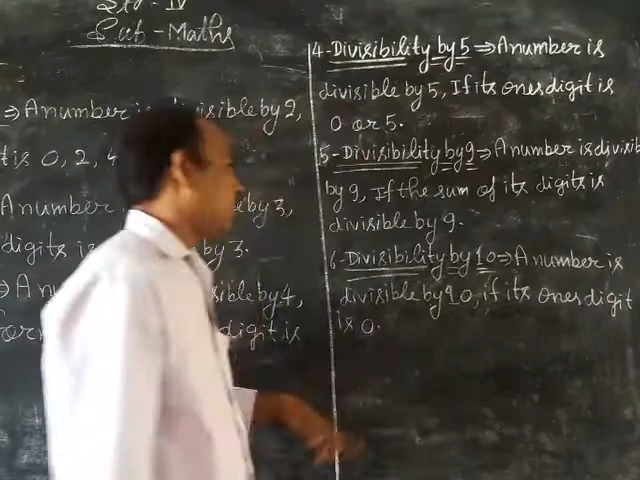 Std - IV
Sub - Maths
⇒ A number is divisible by 2,
t is 0, 2, 4
A number by 3,
digits is by 3.
⇒ A sible by 4,
digit is
4- Divisibility by 5 ⇒ A number is
divisible by 5, If its ones digit is
0 or 5.
5- Divisibility by 9 ⇒ A number is divisib
by 9, If the sum of its digits is
divisible by 9.
6- Divisibility by 10 ⇒ A number is
divisible by 10, if its ones digit
is 0.